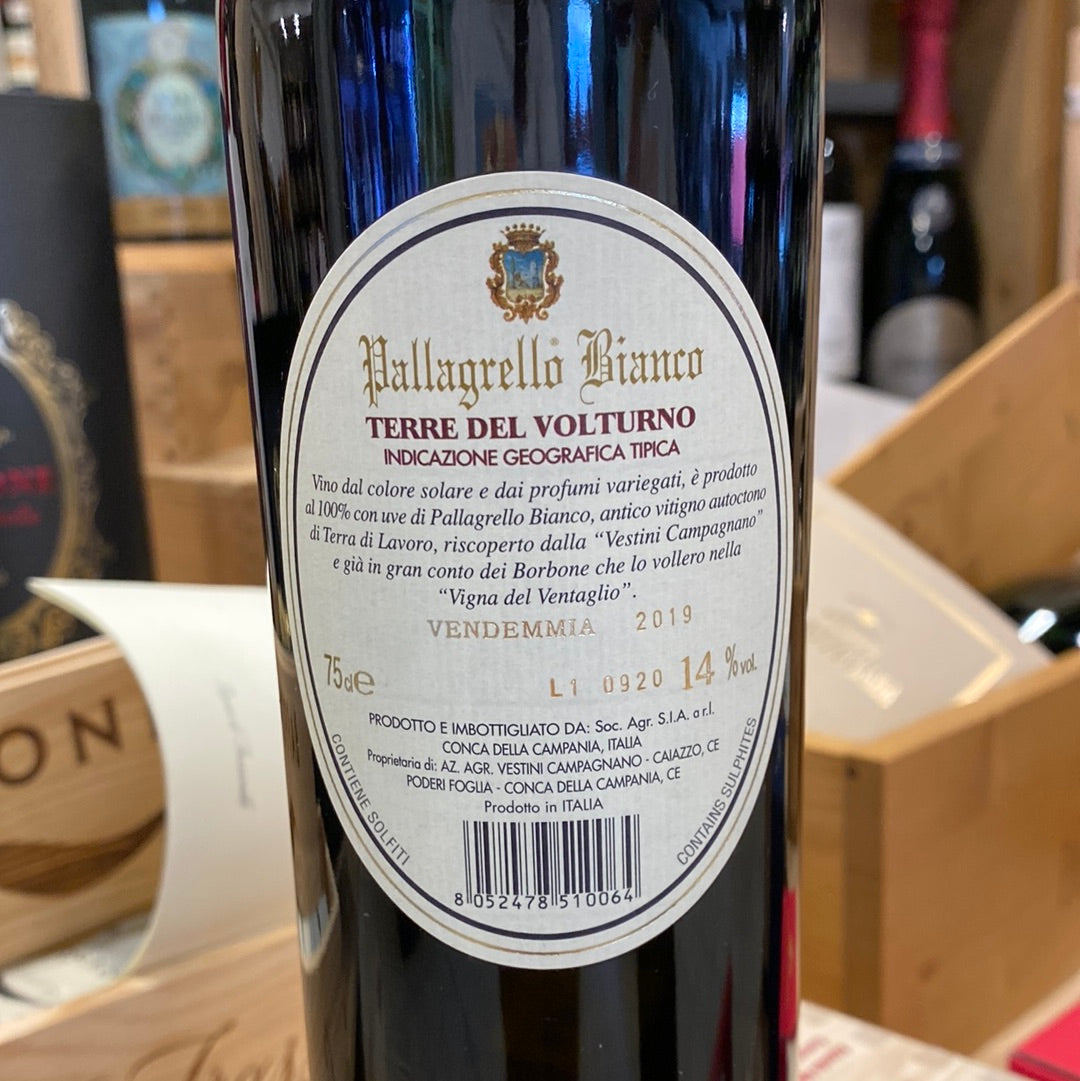 Pallagrello® Bianco
TERRE DEL VOLTURNO
INDICAZIONE GEOGRAFICA TIPICA
Vino dal colore solare e dai profumi variegati, è prodotto
al 100% con uve di Pallagrello Bianco, antico vitigno autoctono
di Terra di Lavoro, riscoperto dalla “Vestini Campagnano”
e già in gran conto dei Borbone che lo vollero nella
“Vigna del Ventaglio”.
VENDEMMIA 2019
75cl e L1 0920 14 % vol.
PRODOTTO E IMBOTTIGLIATO DA: Soc. Agr. S.I.A. a r.l.
CONCA DELLA CAMPANIA, ITALIA
Proprietaria di: AZ. AGR. VESTINI CAMPAGNANO - CAIAZZO, CE
PODERI FOGLIA - CONCA DELLA CAMPANIA, CE
Prodotto in ITALIA
CONTIENE SOLFITI
CONTAINS SULPHITES
8 052478 510064
ON